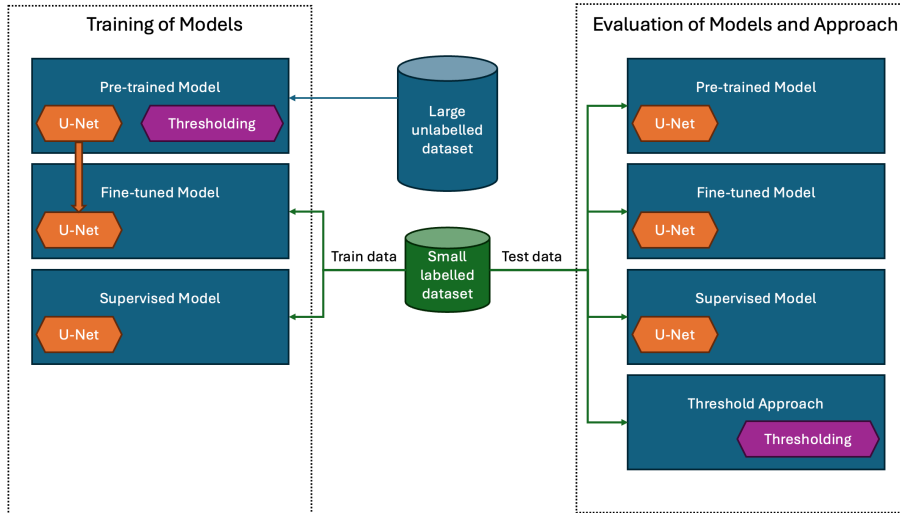 Training of Models
Pre-trained Model
U-Net
Thresholding
Fine-tuned Model
U-Net
Supervised Model
U-Net
Large
unlabelled
dataset
Train data
Small
labelled
dataset
Test data
Evaluation of Models and Approach
Pre-trained Model
U-Net
Fine-tuned Model
U-Net
Supervised Model
U-Net
Threshold Approach
Thresholding